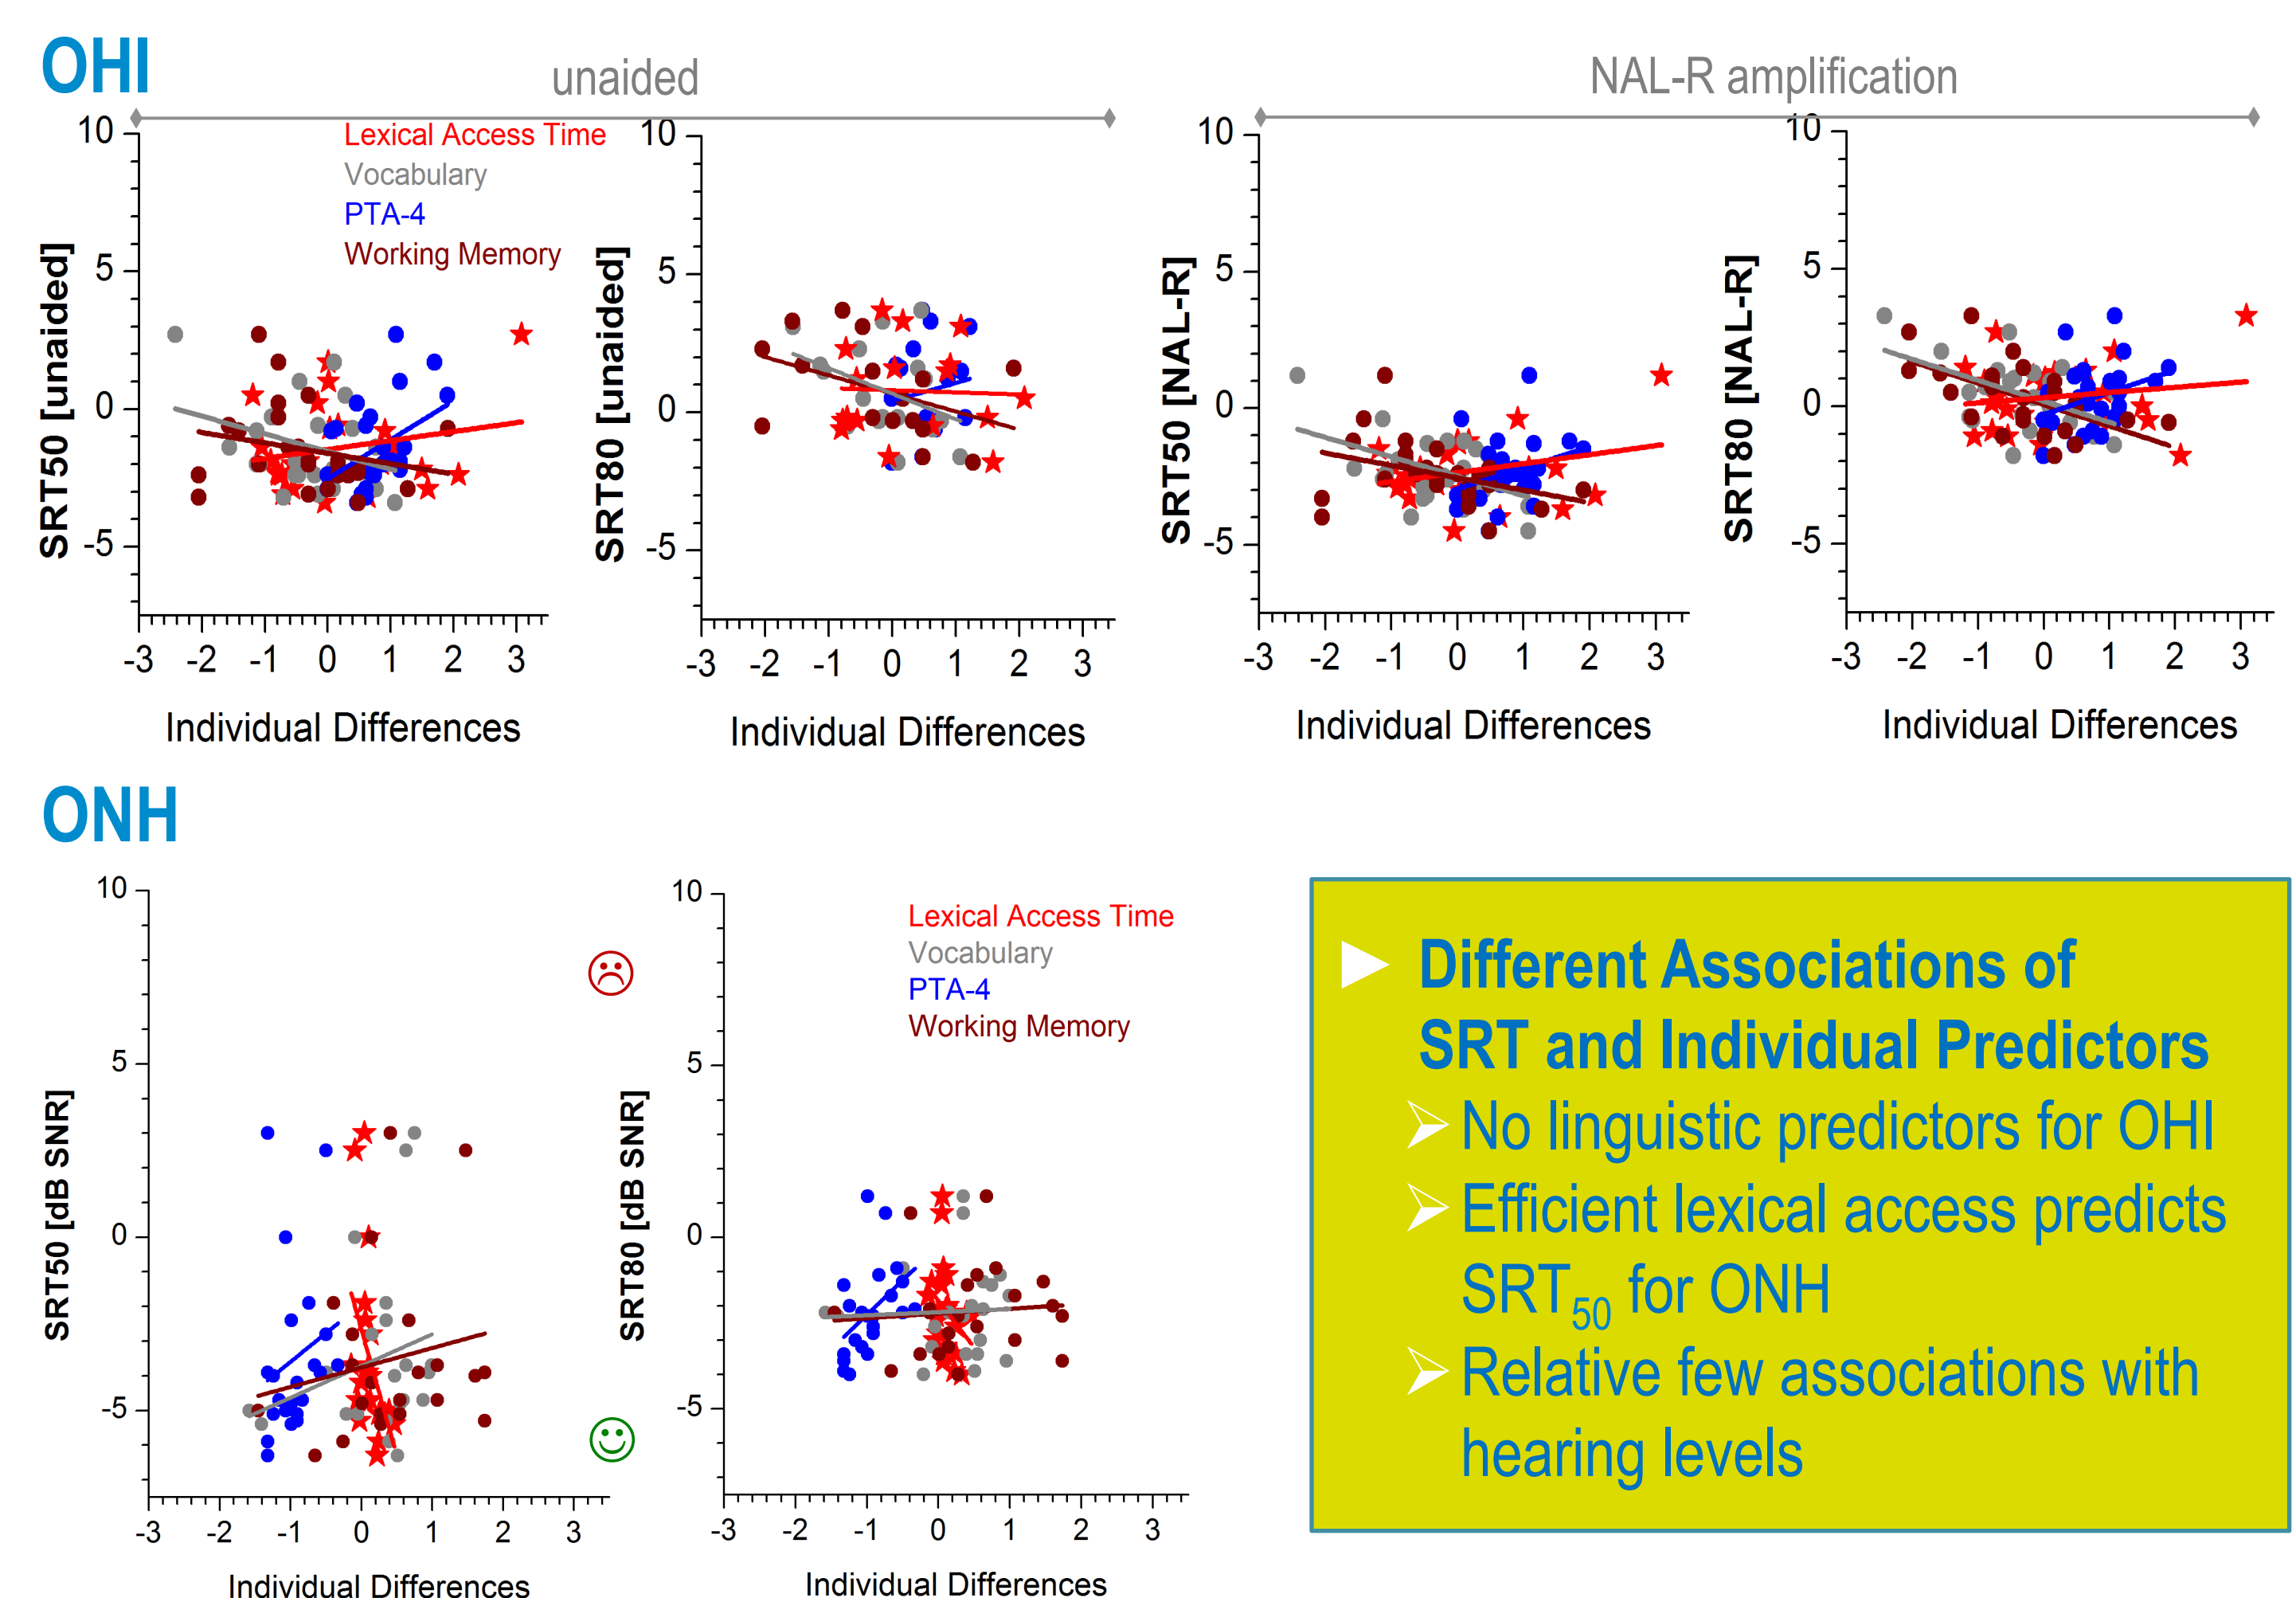 OHI
unaided
NAL-R amplification
10
5
0
-5
SRT50 [unaided]
Lexical Access Time
Vocabulary
PTA-4
Working Memory
-3 -2 -1 0 1 2 3
Individual Differences
10
5
0
-5
SRT80 [unaided]
-3 -2 -1 0 1 2 3
Individual Differences
10
5
0
-5
SRT50 [NAL-R]
-3 -2 -1 0 1 2 3
Individual Differences
10
5
0
-5
SRT80 [NAL-R]
-3 -2 -1 0 1 2 3
Individual Differences
ONH
10
5
0
-5
SRT50 [dB SNR]
-3 -2 -1 0 1 2 3
Individual Differences
10
5
0
-5
SRT80 [dB SNR]
Lexical Access Time
Vocabulary
PTA-4
Working Memory
-3 -2 -1 0 1 2 3
Individual Differences
Different Associations of
SRT and Individual Predictors
No linguistic predictors for OHI
Efficient lexical access predicts
SRT50 for ONH
Relative few associations with
hearing levels